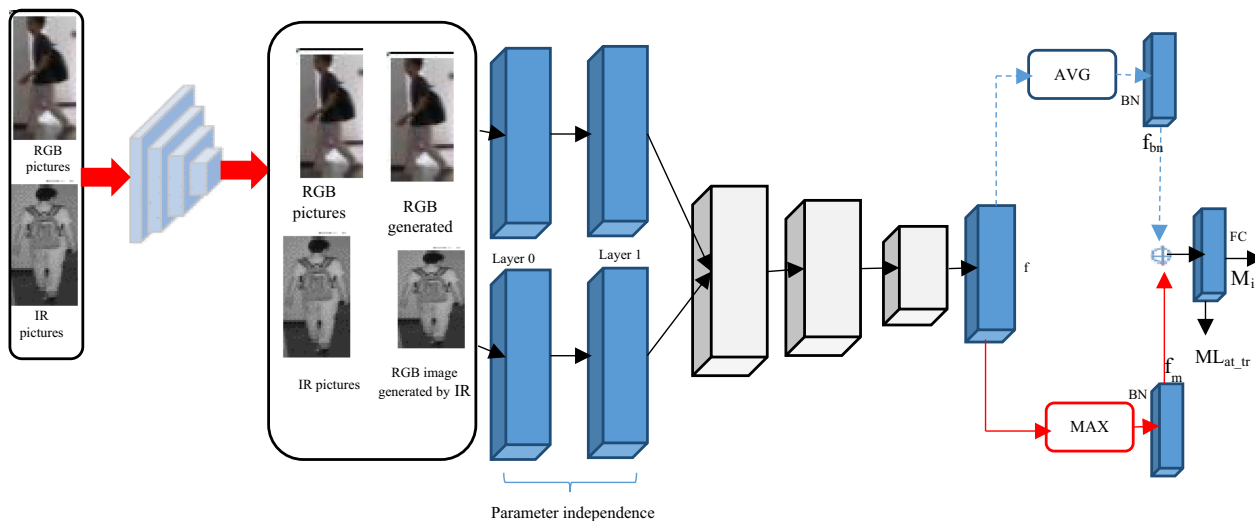 RGB
pictures
IR
pictures
RGB
pictures
RGB
generated
IR pictures
RGB image
generated by IR
Layer 0
Layer 1
Parameter independence
f
AVG
BN
f_bn
MAX
BN
f_m
FC
M_i
ML_at_tr